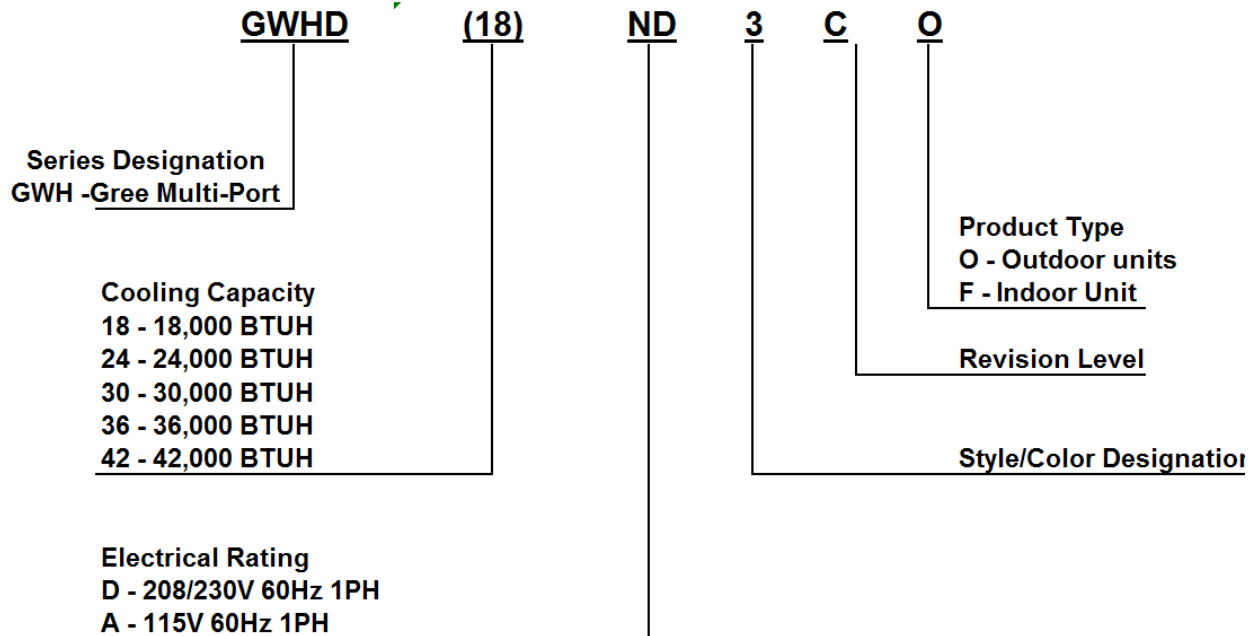 GWHD (18) ND 3 C O
Series Designation
GWH -Gree Multi-Port
Product Type
O - Outdoor units
F - Indoor Unit
Cooling Capacity
18 - 18,000 BTUH
24 - 24,000 BTUH
30 - 30,000 BTUH
36 - 36,000 BTUH
42 - 42,000 BTUH
Revision Level
Style/Color Designation
Electrical Rating
D - 208/230V 60Hz 1PH
A - 115V 60Hz 1PH